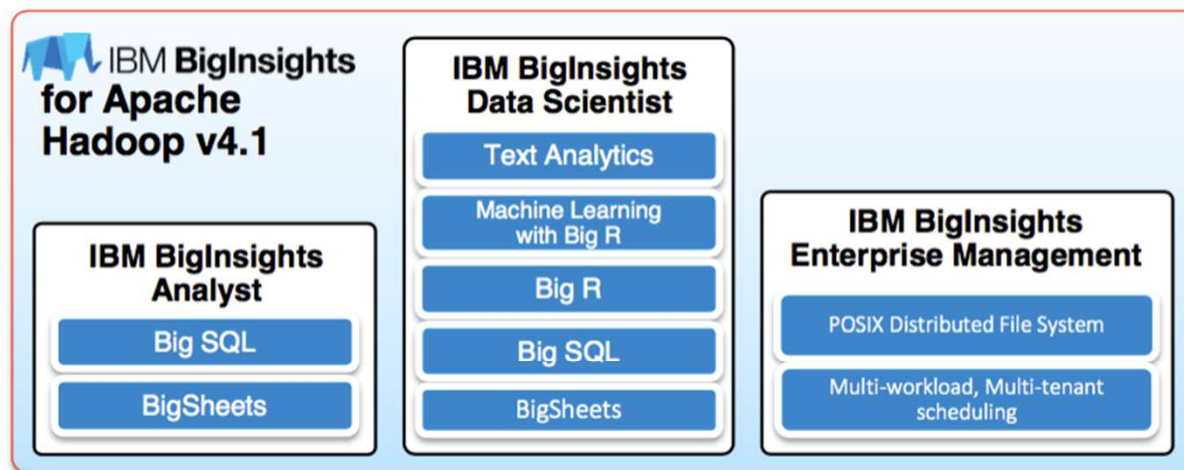 IBM BigInsights
for Apache
Hadoop v4.1
IBM BigInsights
Analyst
Big SQL
BigSheets
IBM BigInsights
Data Scientist
Text Analytics
Machine Learning
with Big R
Big R
Big SQL
BigSheets
IBM BigInsights
Enterprise Management
POSIX Distributed File System
Multi-workload, Multi-tenant
scheduling